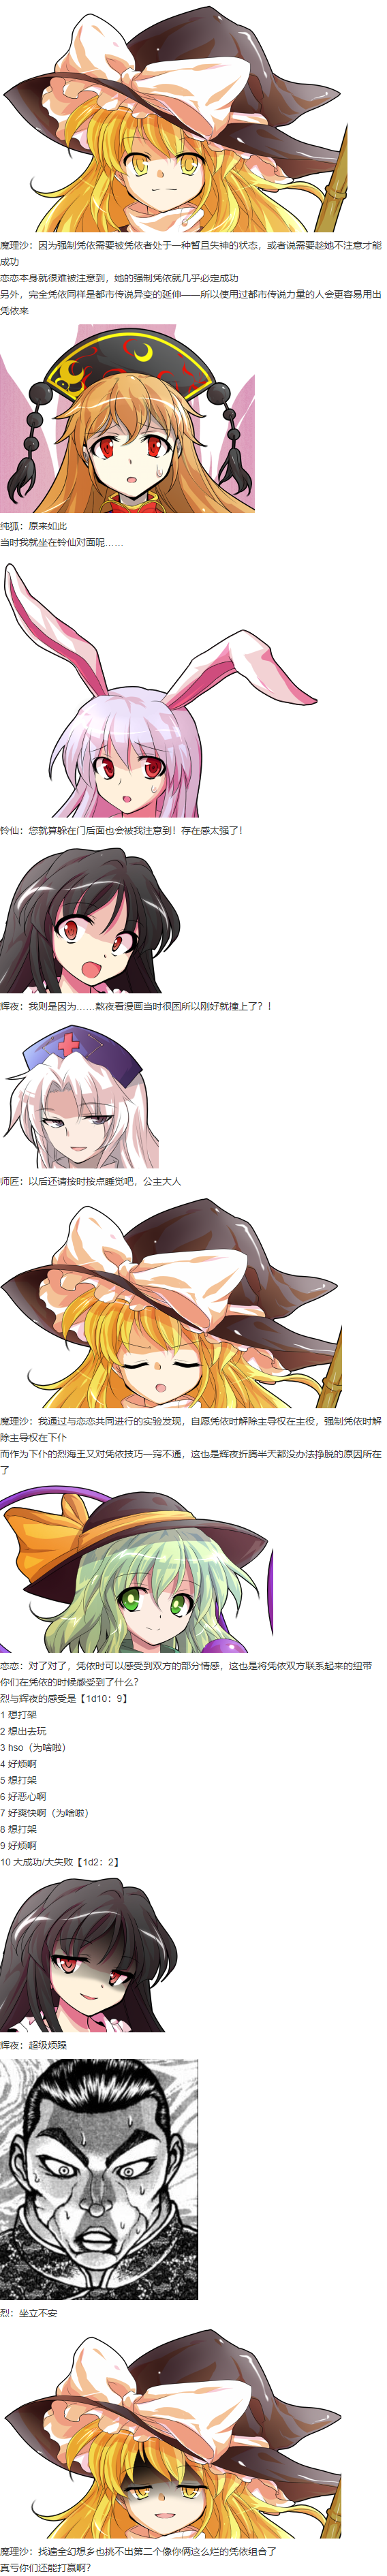 魔理沙：因为强制凭依需要被凭依者处于一种暂且失神的状态，或者说需要趁她不注意才能
成功
恋恋本身就很难被注意到，她的强制凭依就几乎必定成功
另外，完全凭依同样是都市传说异变的延伸——所以使用过都市传说力量的人会更容易用出
凭依来
纯狐：原来如此
当时我就坐在铃仙对面呢……
铃仙：您就算躲在门后面也会被我注意到！存在感太强了！
辉夜：我则是因为……熬夜看漫画当时很困所以刚好就撞上了？！
师匠：以后还请按时按点睡觉吧，公主大人
魔理沙：我通过与恋恋共同进行的实验发现，自愿凭依时解除主导权在主役，强制凭依时解
除主导权在下仆
而作为下仆的烈海王又对凭依技巧一窍不通，这也是辉夜折腾半天都没办法挣脱的原因所在
了
恋恋：对了对了，凭依时可以感受到双方的部分情感，这也是将凭依双方联系起来的纽带
你们在凭依的时候感受到了什么？
烈与辉夜的感受是【1d10：9】
1 想打架
2 想出去玩
3 hso（为啥啦）
4 好烦啊
5 想打架
6 好恶心啊
7 好爽快啊（为啥啦）
8 想打架
9 好烦啊
10 大成功/大失败【1d2：2】
辉夜：超级烦躁
烈：坐立不安
魔理沙：找遍全幻想乡也挑不出第二个像你俩这么烂的凭依组合了
真亏你们还能打赢啊？